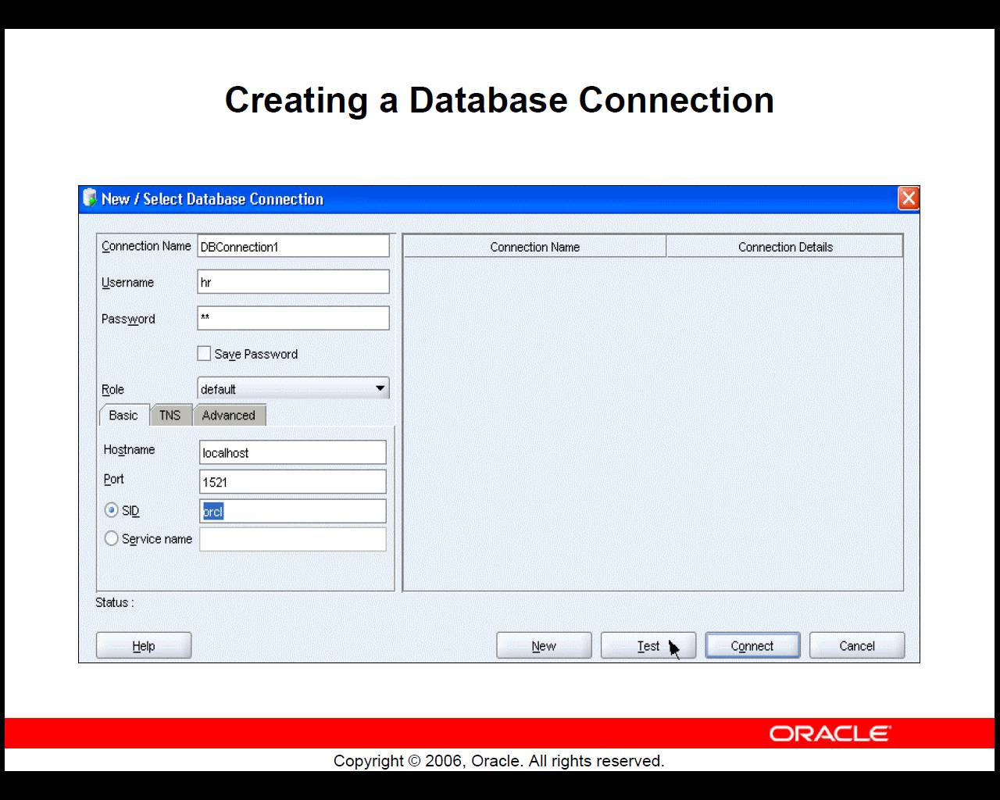 Creating a Database Connection
New / Select Database Connection
Connection Name DBConnection1
Username hr
Password **
Save Password
Role default
Basic TNS Advanced
Hostname localhost
Port 1521
SID orcl
Service name
Connection Name Connection Details
Status :
Help New Test Connect Cancel
ORACLE
Copyright © 2006, Oracle. All rights reserved.